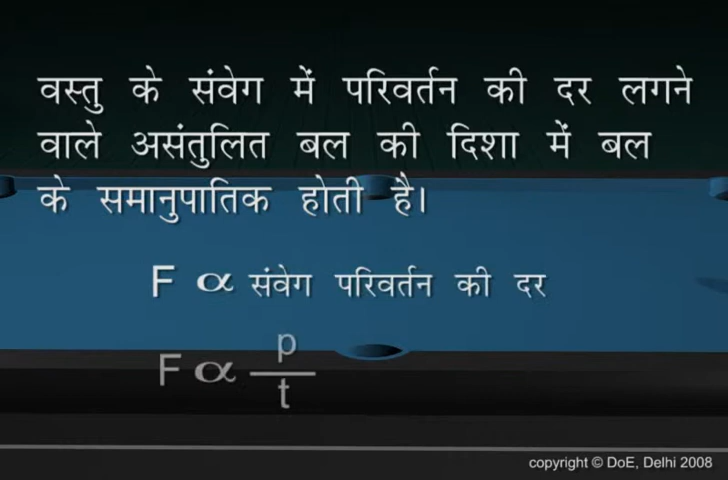 वस्तु के संवेग में परिवर्तन की दर लगने
वाले असंतुलित बल की दिशा में बल
के समानुपातिक होती है।
F ∝ संवेग परिवर्तन की दर
F ∝ p/t
copyright © DoE, Delhi 2008